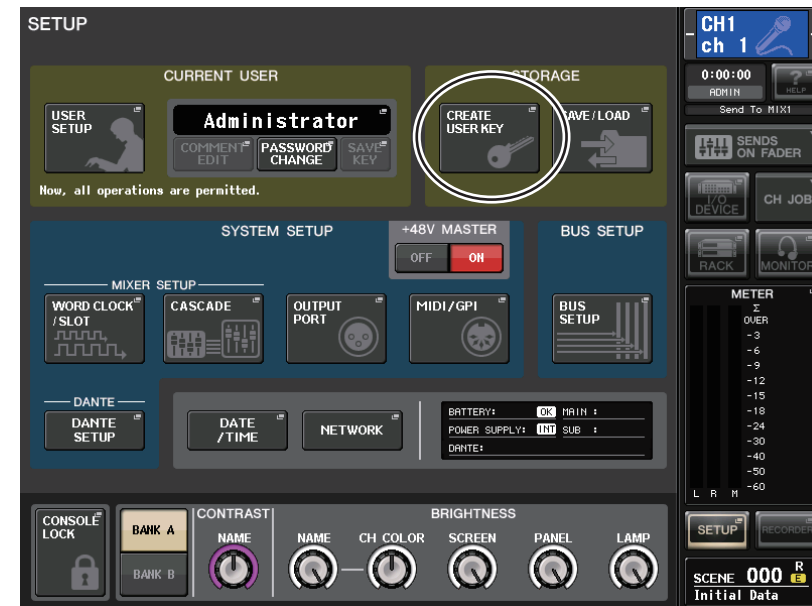 SETUP
CURRENT USER
USER
SETUP
Administrator
COMMENT
EDIT
PASSWORD
CHANGE
SAVE
KEY
Now, all operations are permitted.
STORAGE
CREATE
USER KEY
SAVE/LOAD
SYSTEM SETUP
+48V MASTER
OFF
ON
BUS SETUP
MIXER SETUP
WORD CLOCK
/SLOT
CASCADE
OUTPUT
PORT
MIDI/GPI
BUS
SETUP
DANTE
DANTE
SETUP
DATE
/TIME
NETWORK
BATTERY: OK MAIN :
POWER SUPPLY: INT SUB :
DANTE:
CONSOLE
LOCK
BANK A
BANK B
CONTRAST
NAME
BRIGHTNESS
NAME
CH COLOR
SCREEN
PANEL
LAMP
CH1
ch 1
0:00:00
ADMIN
?
HELP
Send To MIX1
SENDS
ON FADER
I/O
DEVICE
CH JOB
RACK
MONITOR
METER
Σ
OVER
-3
-6
-9
-12
-15
-18
-24
-30
-40
-50
-60
L R M
SETUP
RECORDER
SCENE 000 R
E
Initial Data